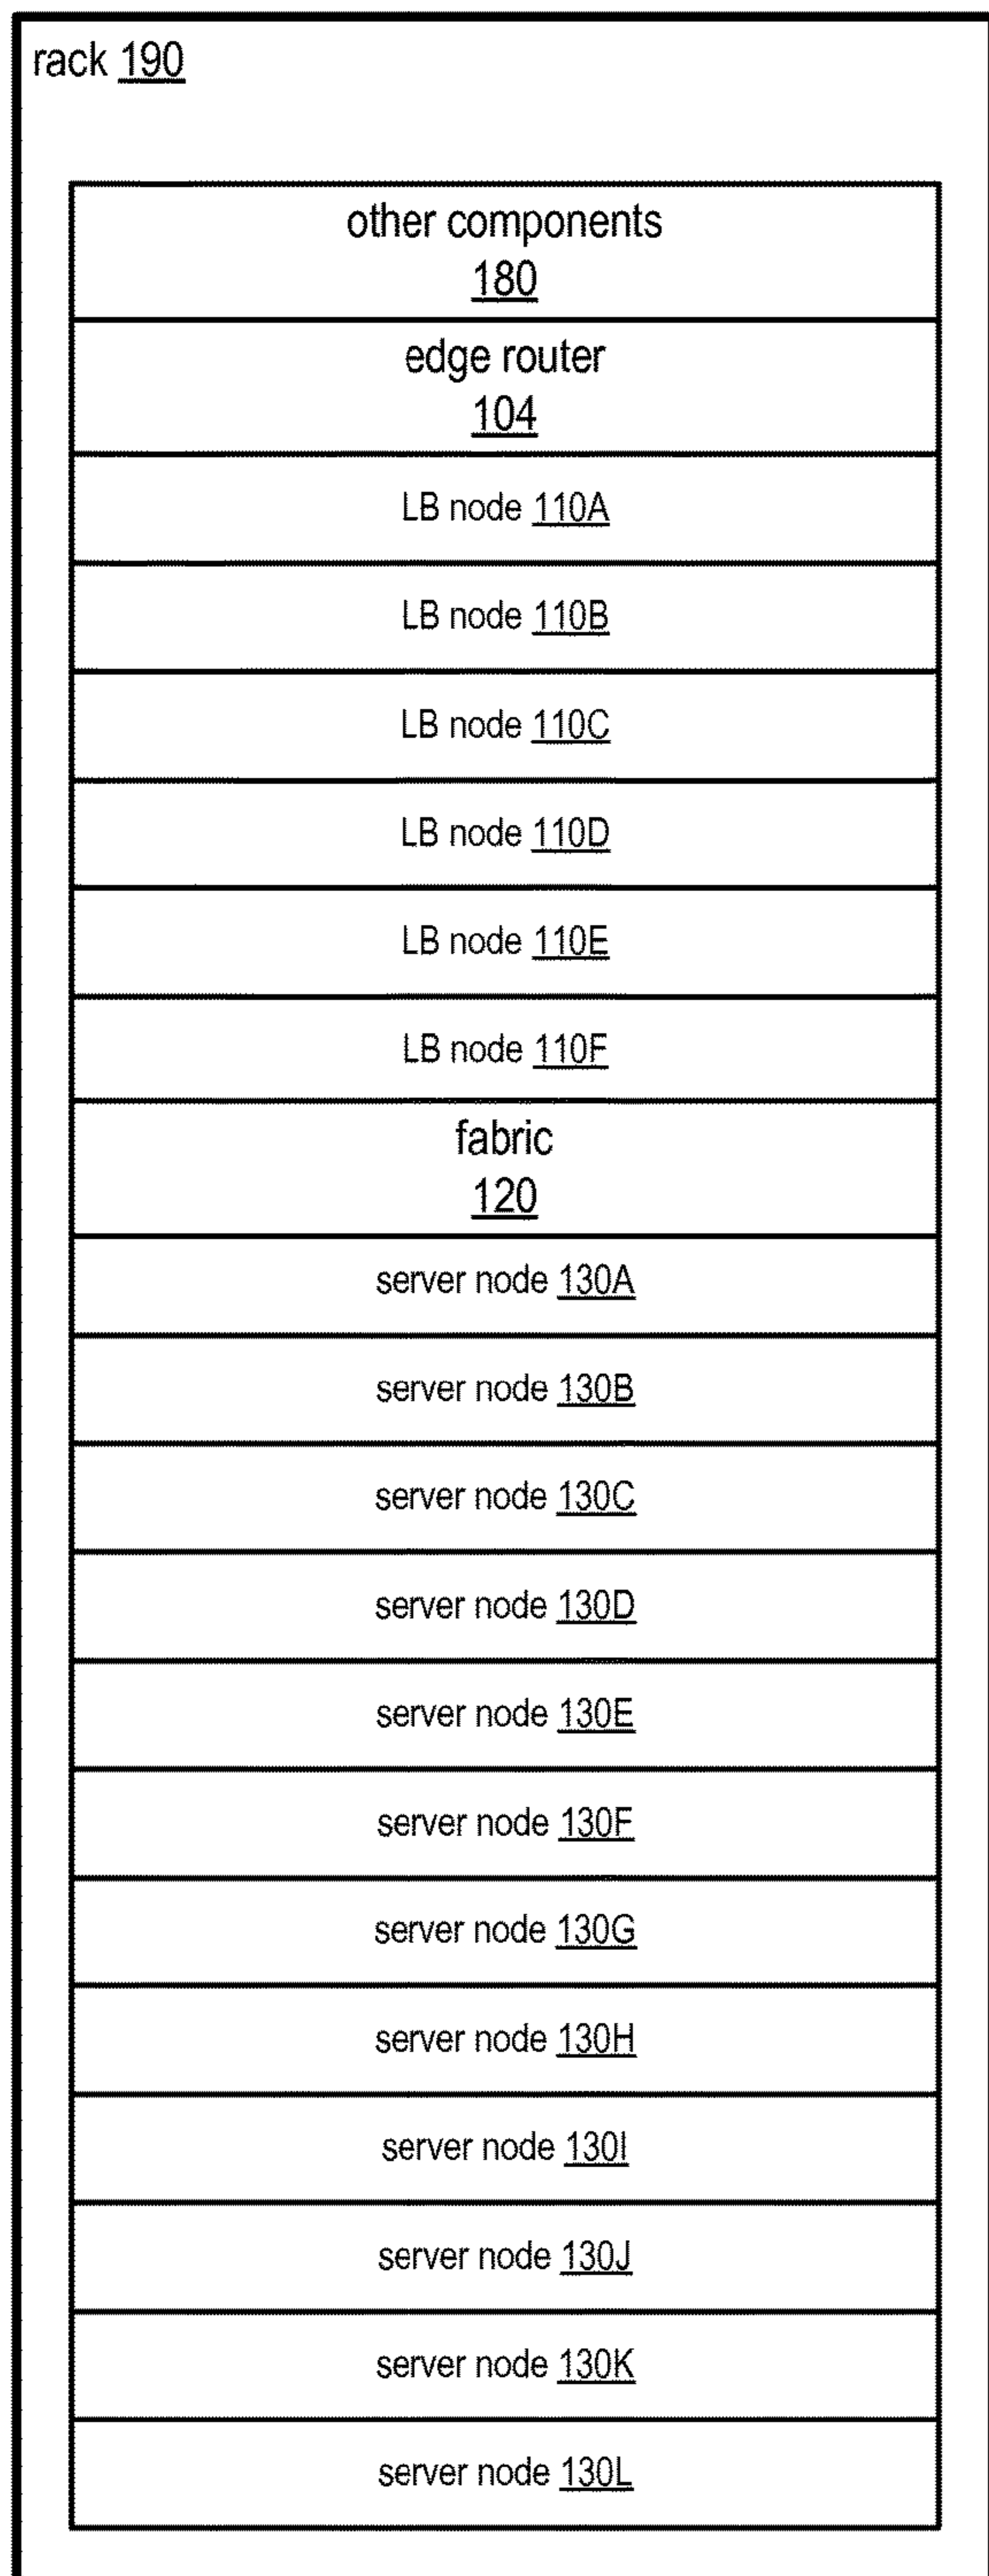 rack 190
other components
180
edge router
104
LB node 110A
LB node 110B
LB node 110C
LB node 110D
LB node 110E
LB node 110F
fabric
120
server node 130A
server node 130B
server node 130C
server node 130D
server node 130E
server node 130F
server node 130G
server node 130H
server node 130I
server node 130J
server node 130K
server node 130L